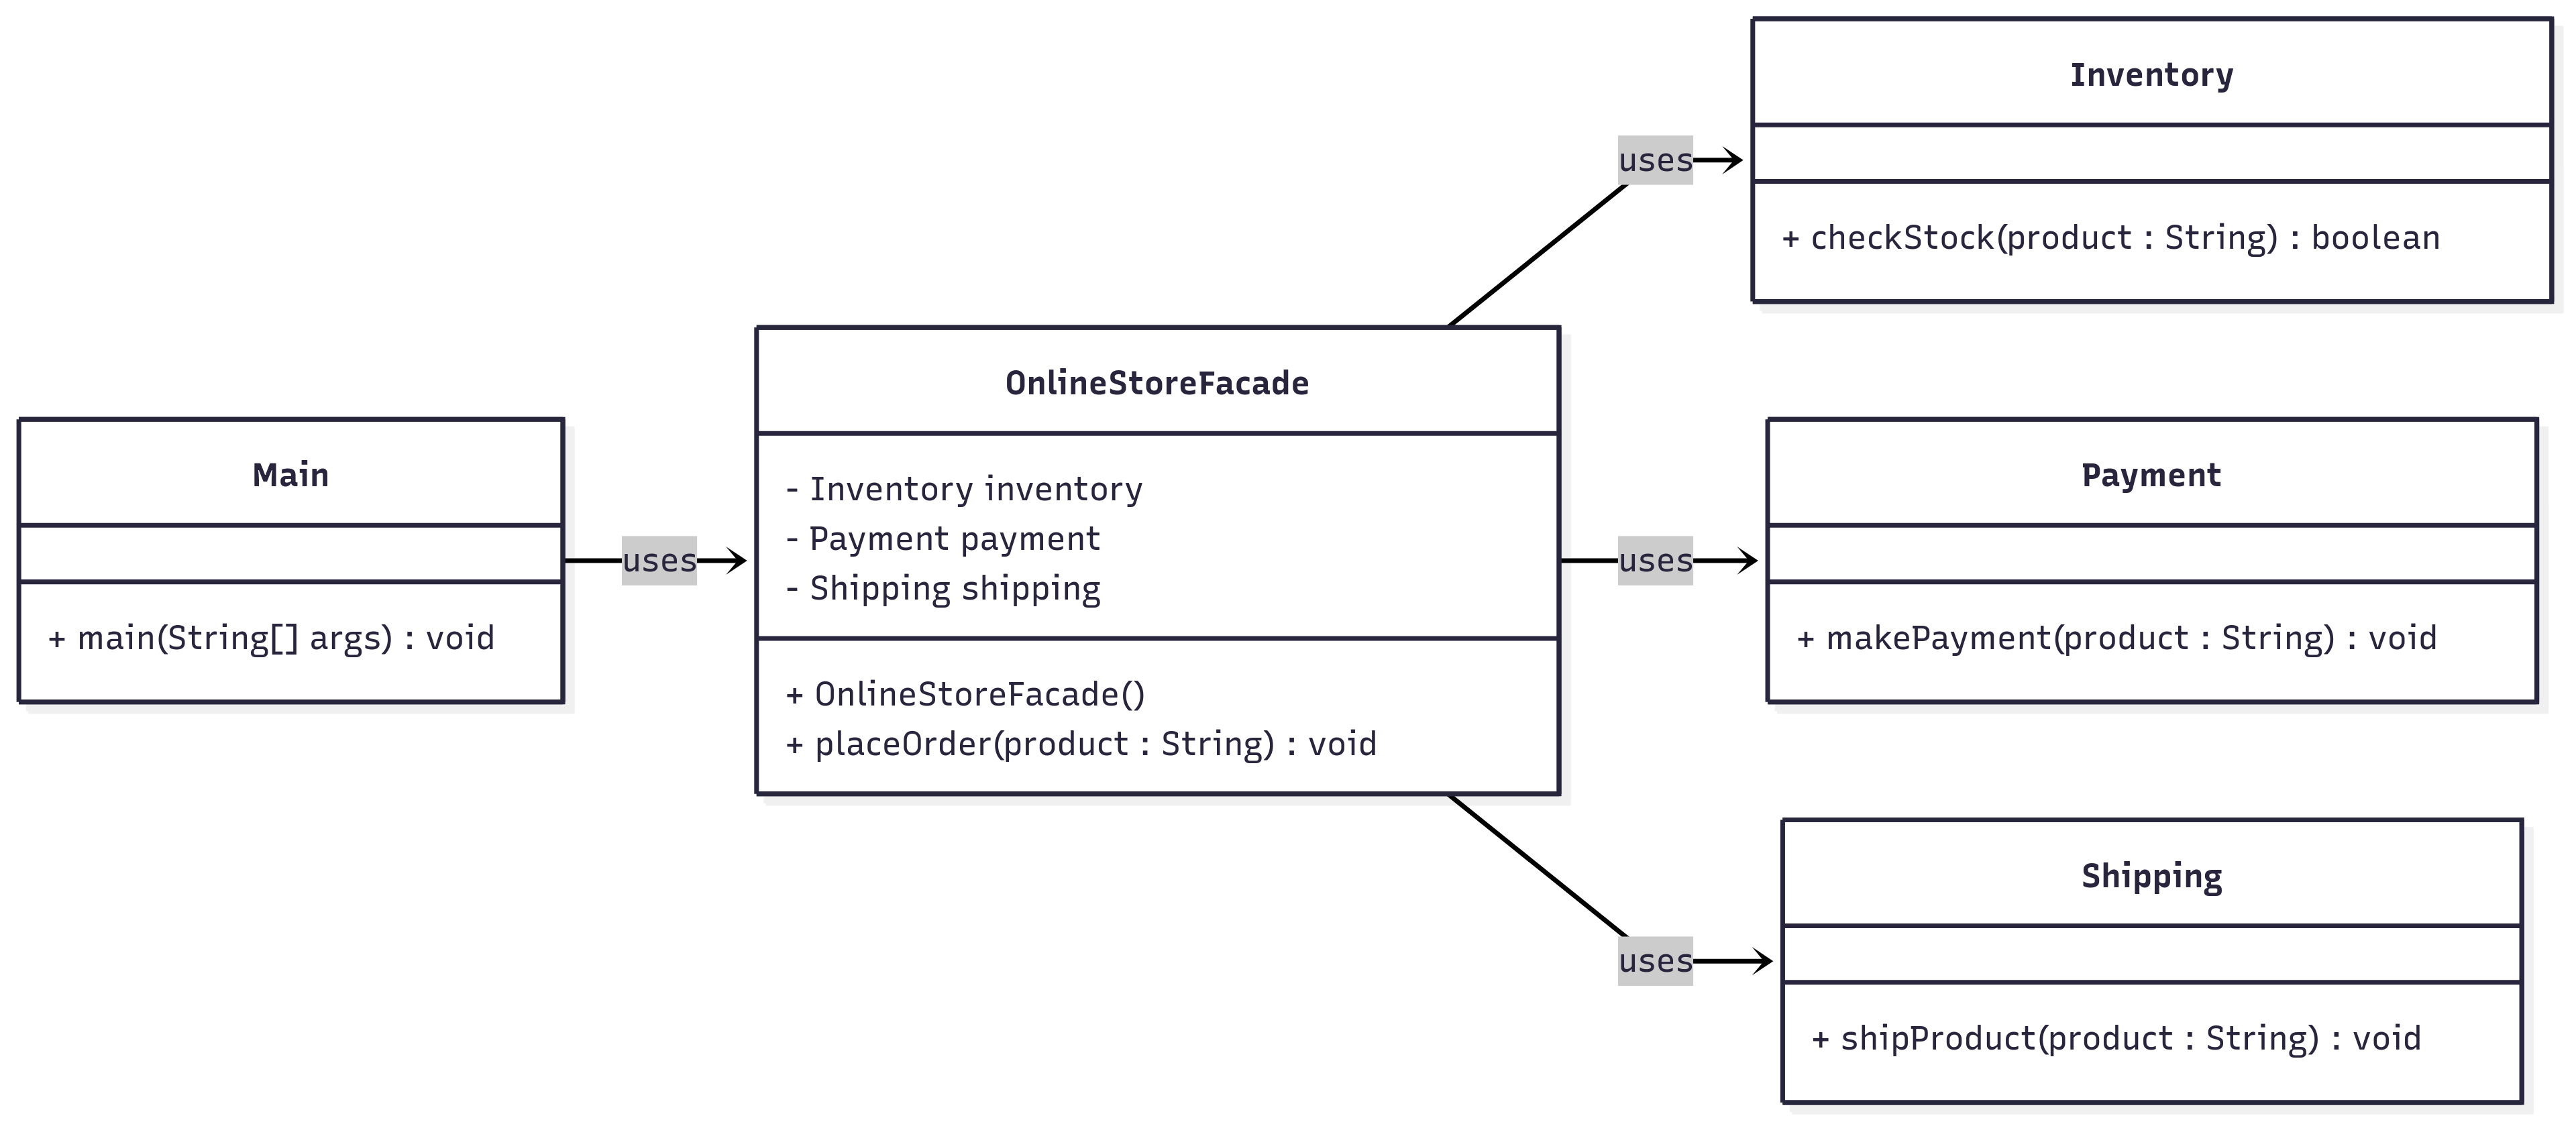 Main
+ main(String[] args) : void
uses
OnlineStoreFacade
- Inventory inventory
- Payment payment
- Shipping shipping
+ OnlineStoreFacade()
+ placeOrder(product : String) : void
uses
Inventory
+ checkStock(product : String) : boolean
uses
Payment
+ makePayment(product : String) : void
uses
Shipping
+ shipProduct(product : String) : void